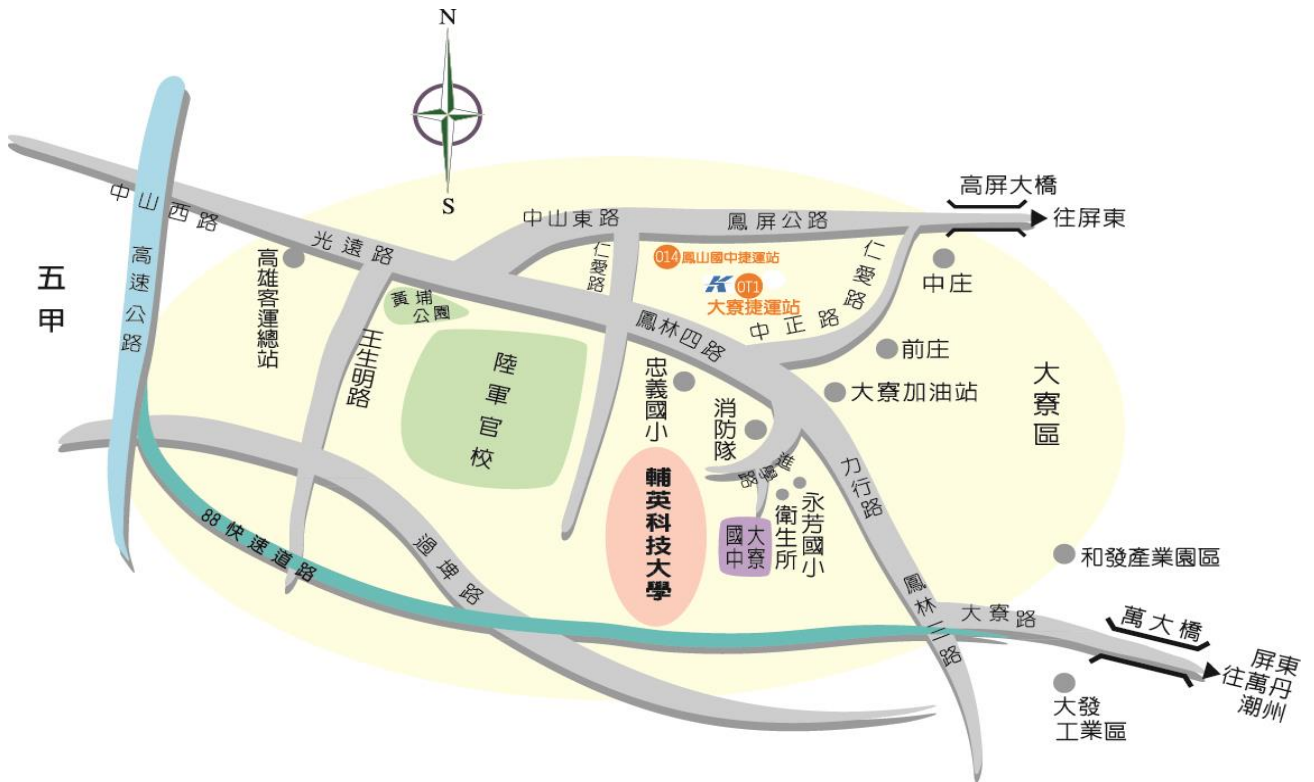 N
S
中山西路
高速公路
五甲
光遠路
高雄客運總站
黃埔
公園
王生明路
陸軍官校
中山東路
仁愛路
鳳屏公路
014 鳳山國中捷運站
K OT1
大寮捷運站
高屏大橋
往屏東
仁愛路
中庄
中正路
鳳林四路
前庄
大寮加油站
大寮區
忠義國小
消防隊
進學路
輔英科技大學
大寮
國中
衛生所
永芳國小
力行路
88快速道路
過埤路
鳳林三路
大寮路
和發產業園區
萬大橋
屏東
往萬丹
潮州
大發
工業區